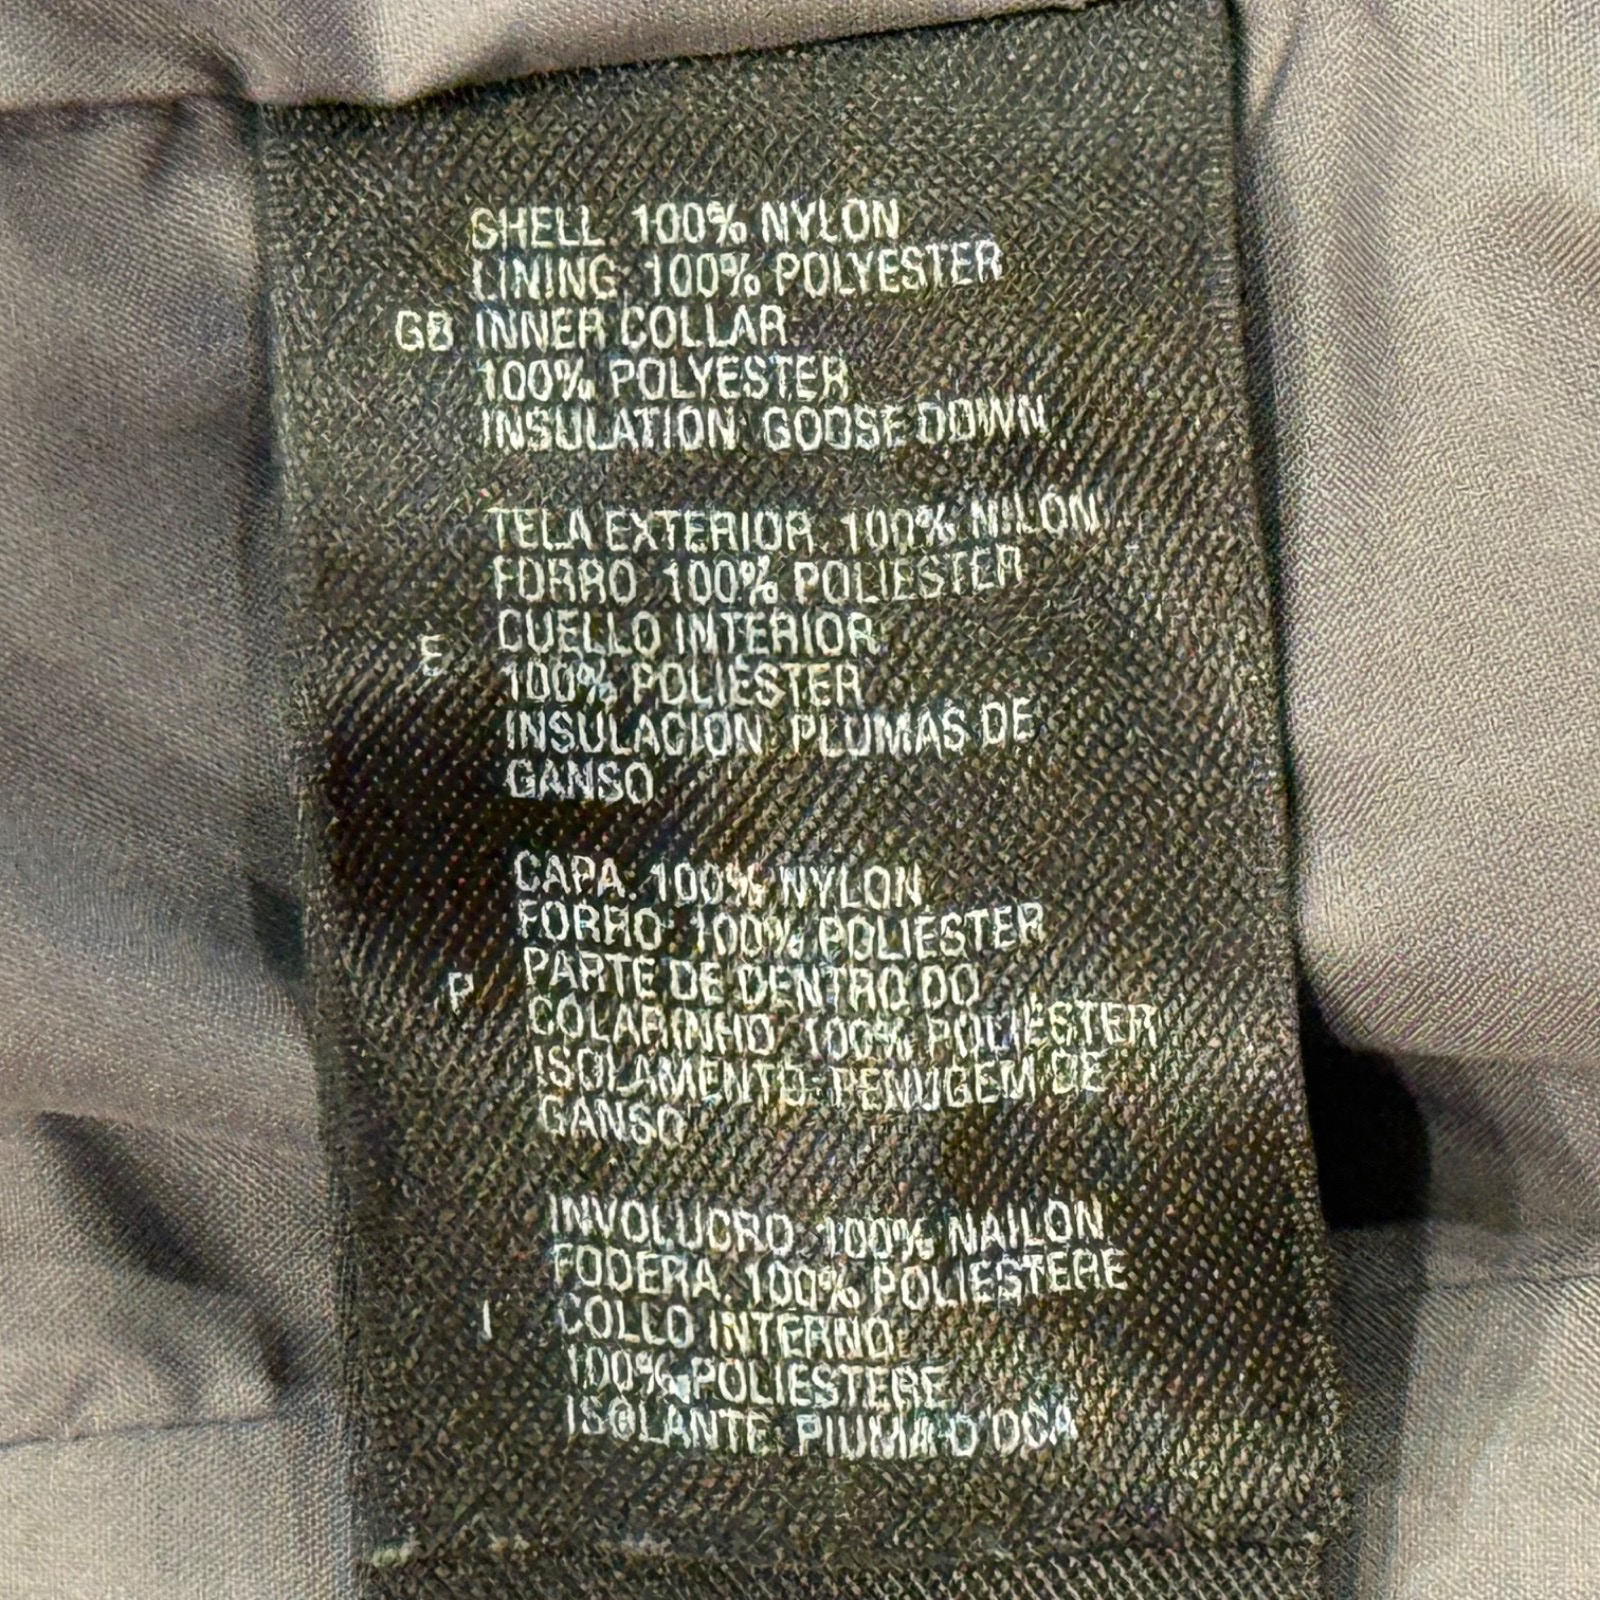 SHELL: 100% NYLON
LINING: 100% POLYESTER
GB INNER COLLAR:
100% POLYESTER
INSULATION: GOOSE DOWN
TELA EXTERIOR: 100% NILON
FORRO: 100% POLIESTER
E CUELLO INTERIOR:
100% POLIESTER
INSULACION: PLUMAS DE
GANSO
CAPA: 100% NYLON
FORRO: 100% POLIESTER
P PARTE DE DENTRO DO
COLARINHO: 100% POLIESTER
ISOLAMENTO: PENUGEM DE
GANSO
INVOLUCRO: 100% NAILON
FODERA: 100% POLIESTERE
I COLLO INTERNO:
100% POLIESTERE
ISOLANTE: PIUMA D'OCA